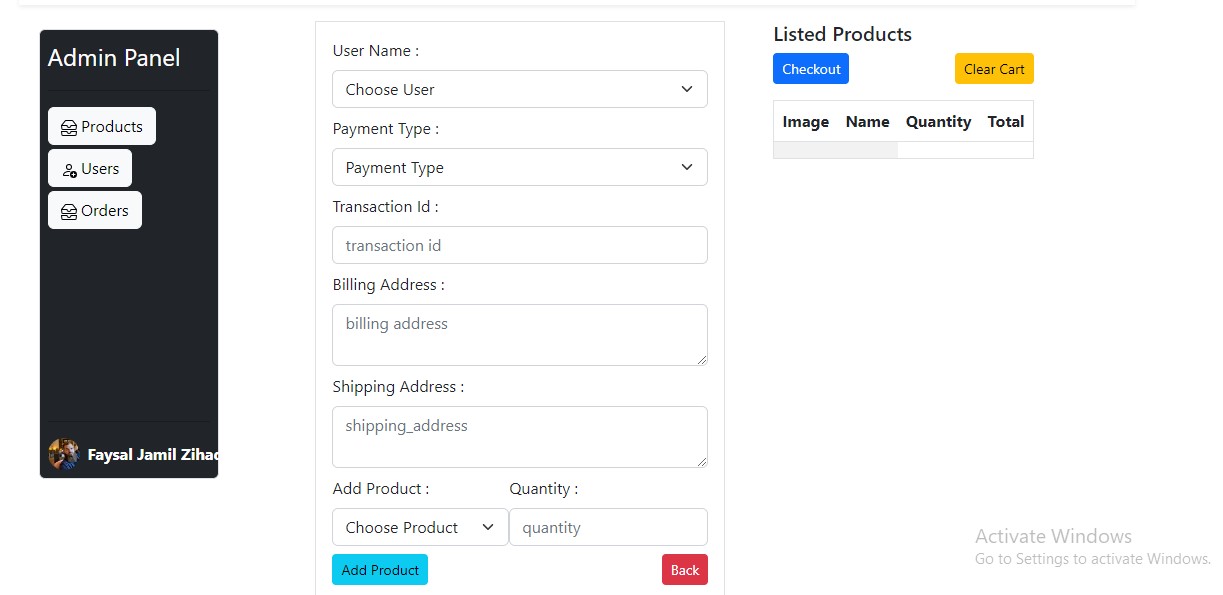 Admin Panel
Products
Users
Orders
Faysal Jamil Zihad
User Name :
Choose User
Payment Type :
Payment Type
Transaction Id :
transaction id
Billing Address :
billing address
Shipping Address :
shipping_address
Add Product : Quantity :
Choose Product quantity
Add Product Back
Listed Products
Checkout Clear Cart
Image Name Quantity Total
Activate Windows
Go to Settings to activate Windows.